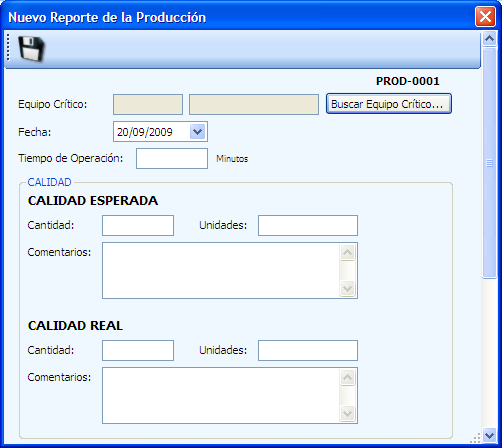 Nuevo Reporte de la Producción
PROD-0001
Equipo Crítico: Buscar Equipo Crítico...
Fecha: 20/09/2009
Tiempo de Operación: Minutos
CALIDAD
CALIDAD ESPERADA
Cantidad: Unidades:
Comentarios:
CALIDAD REAL
Cantidad: Unidades:
Comentarios: